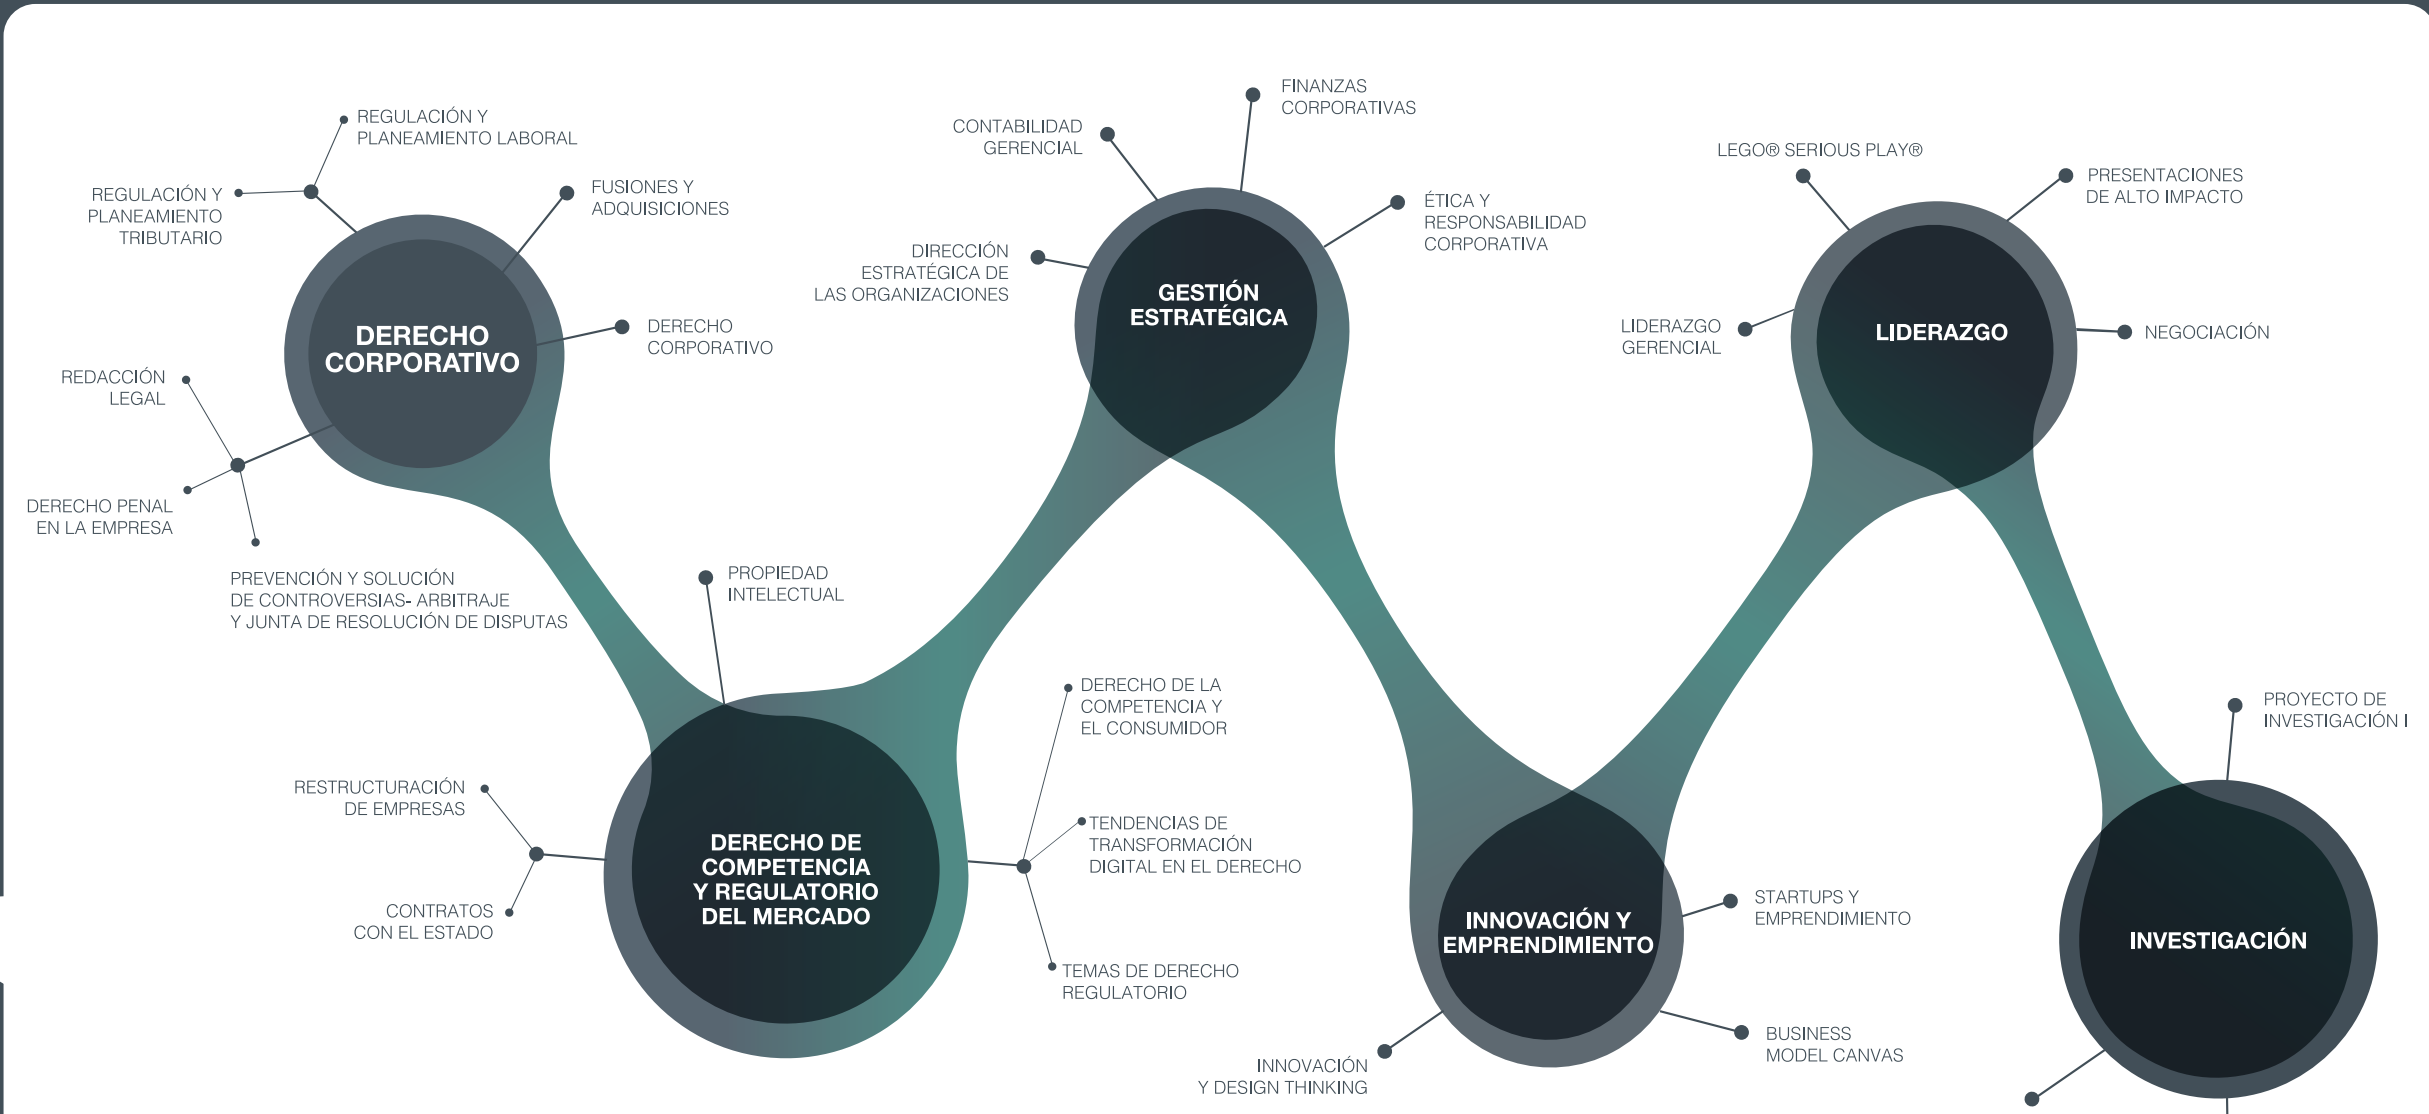 REGULACIÓN Y
PLANEAMIENTO LABORAL
REGULACIÓN Y
PLANEAMIENTO
TRIBUTARIO
FUSIONES Y
ADQUISICIONES
DERECHO
CORPORATIVO
DERECHO
CORPORATIVO
REDACCIÓN
LEGAL
DERECHO PENAL
EN LA EMPRESA
PREVENCIÓN Y SOLUCIÓN
DE CONTROVERSIAS- ARBITRAJE
Y JUNTA DE RESOLUCIÓN DE DISPUTAS
PROPIEDAD
INTELECTUAL
RESTRUCTURACIÓN
DE EMPRESAS
CONTRATOS
CON EL ESTADO
DERECHO DE
COMPETENCIA
Y REGULATORIO
DEL MERCADO
DERECHO DE LA
COMPETENCIA Y
EL CONSUMIDOR
TENDENCIAS DE
TRANSFORMACIÓN
DIGITAL EN EL DERECHO
TEMAS DE DERECHO
REGULATORIO
FINANZAS
CORPORATIVAS
CONTABILIDAD
GERENCIAL
DIRECCIÓN
ESTRATÉGICA DE
LAS ORGANIZACIONES
ÉTICA Y
RESPONSABILIDAD
CORPORATIVA
GESTIÓN
ESTRATÉGICA
INNOVACIÓN Y
EMPRENDIMIENTO
STARTUPS Y
EMPRENDIMIENTO
BUSINESS
MODEL CANVAS
INNOVACIÓN
Y DESIGN THINKING
LEGO® SERIOUS PLAY®
PRESENTACIONES
DE ALTO IMPACTO
LIDERAZGO
GERENCIAL
LIDERAZGO
NEGOCIACIÓN
PROYECTO DE
INVESTIGACIÓN I
INVESTIGACIÓN